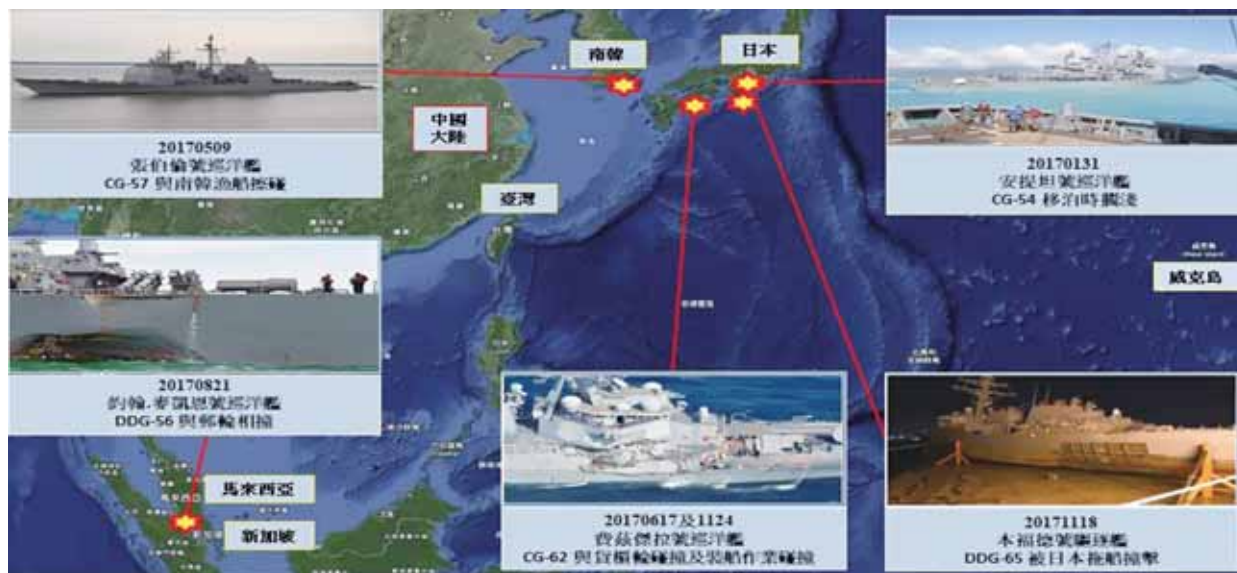 南韓
日本
中國
大陸
臺灣
威克島
馬來西亞
新加坡
20170509
張伯倫號巡洋艦
CG-57 與南韓漁船擦碰
20170131
安提坦號巡洋艦
CG-54 移泊時擱淺
20170821
約翰.麥凱恩號巡洋艦
DDG-56 與郵輪相撞
20170617及1124
費茲傑拉號巡洋艦
CG-62 與貨櫃輪碰撞及裝船作業碰撞
20171118
本福德號驅逐艦
DDG-65 被日本拖船撞擊